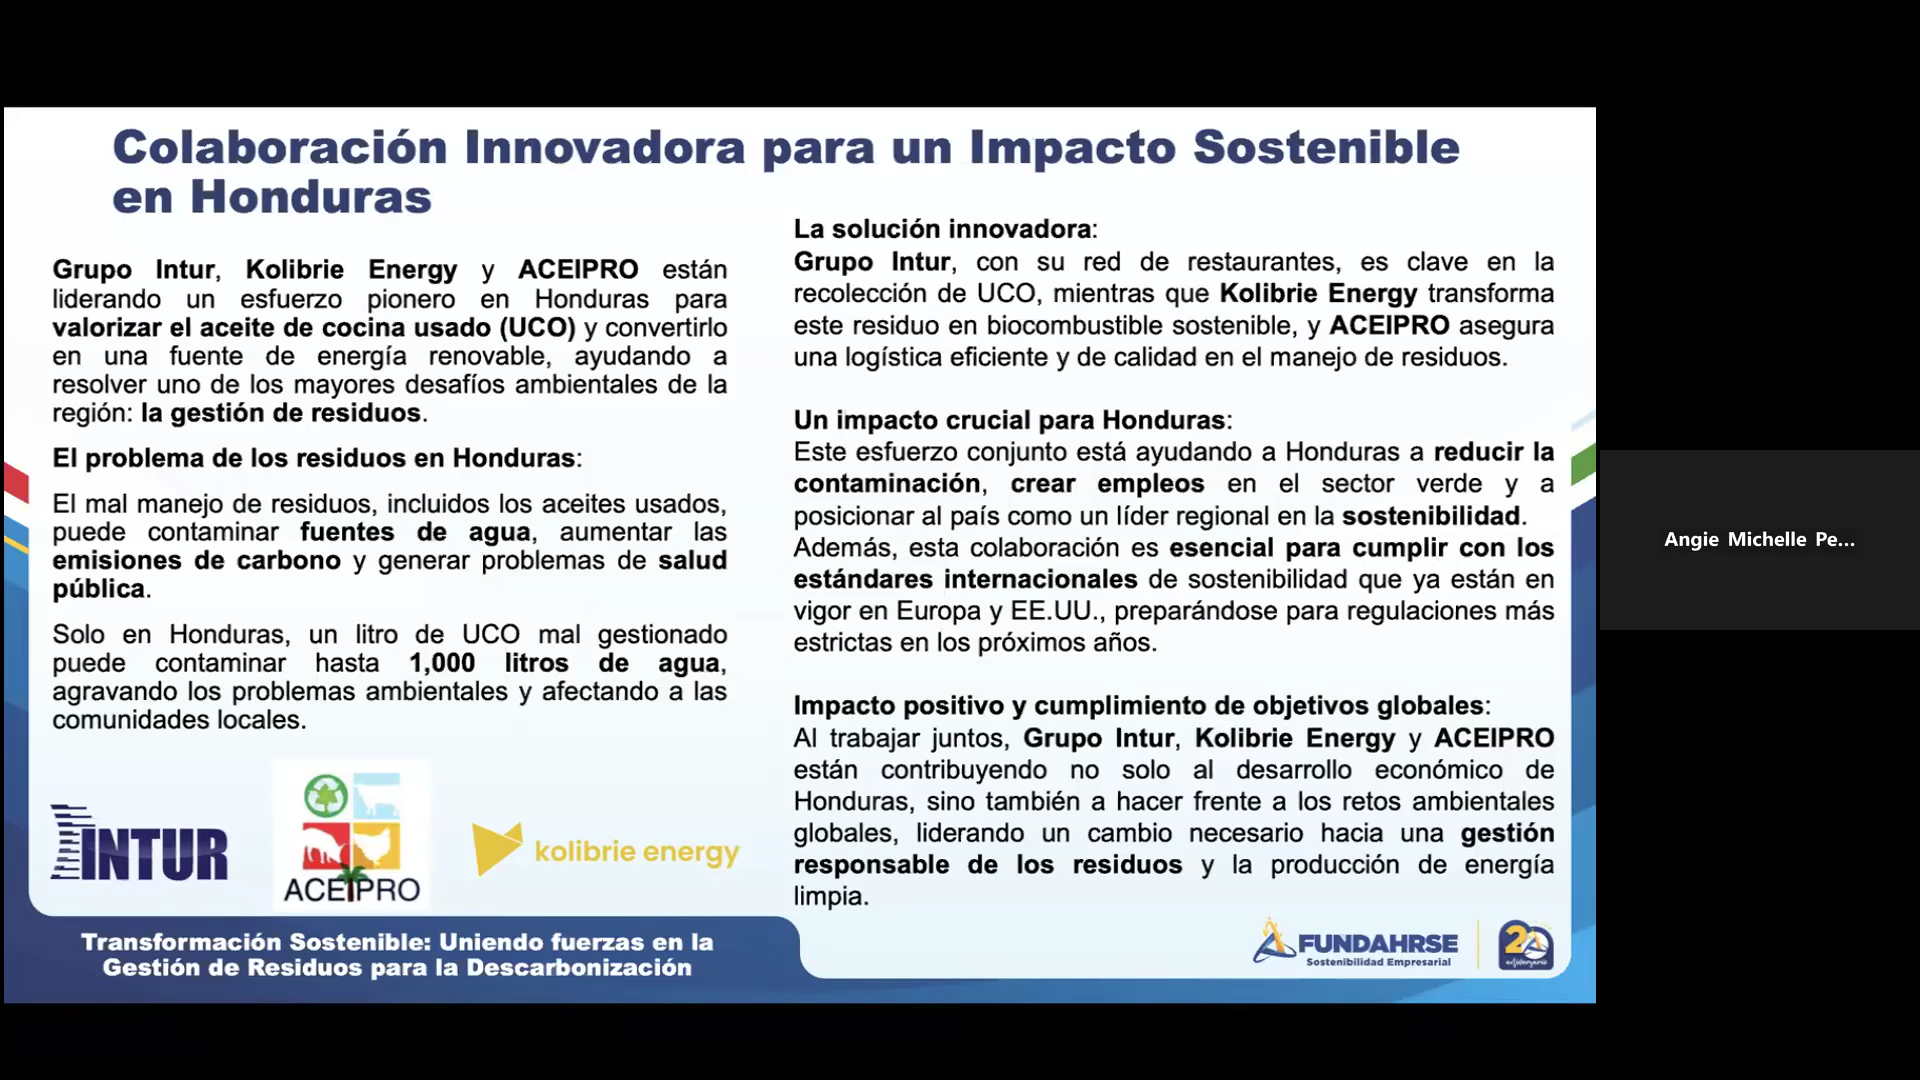 Colaboración Innovadora para un Impacto Sostenible
en Honduras
Grupo Intur, Kolibrie Energy y ACEIPRO están
liderando un esfuerzo pionero en Honduras para
valorizar el aceite de cocina usado (UCO) y convertirlo
en una fuente de energía renovable, ayudando a
resolver uno de los mayores desafíos ambientales de la
región: la gestión de residuos.
El problema de los residuos en Honduras:
El mal manejo de residuos, incluidos los aceites usados,
puede contaminar fuentes de agua, aumentar las
emisiones de carbono y generar problemas de salud
pública.
Solo en Honduras, un litro de UCO mal gestionado
puede contaminar hasta 1,000 litros de agua,
agravando los problemas ambientales y afectando a las
comunidades locales.
INTUR
ACEIPRO
kolibrie energy
Transformación Sostenible: Uniendo fuerzas en la
Gestión de Residuos para la Descarbonización
La solución innovadora:
Grupo Intur, con su red de restaurantes, es clave en la
recolección de UCO, mientras que Kolibrie Energy transforma
este residuo en biocombustible sostenible, y ACEIPRO asegura
una logística eficiente y de calidad en el manejo de residuos.
Un impacto crucial para Honduras:
Este esfuerzo conjunto está ayudando a Honduras a reducir la
contaminación, crear empleos en el sector verde y a
posicionar al país como un líder regional en la sostenibilidad.
Además, esta colaboración es esencial para cumplir con los
estándares internacionales de sostenibilidad que ya están en
vigor en Europa y EE.UU., preparándose para regulaciones más
estrictas en los próximos años.
Impacto positivo y cumplimiento de objetivos globales:
Al trabajar juntos, Grupo Intur, Kolibrie Energy y ACEIPRO
están contribuyendo no solo al desarrollo económico de
Honduras, sino también a hacer frente a los retos ambientales
globales, liderando un cambio necesario hacia una gestión
responsable de los residuos y la producción de energía
limpia.
FUNDAHRSE
Sostenibilidad Empresarial
20
aniversario
Angie Michelle Pe...